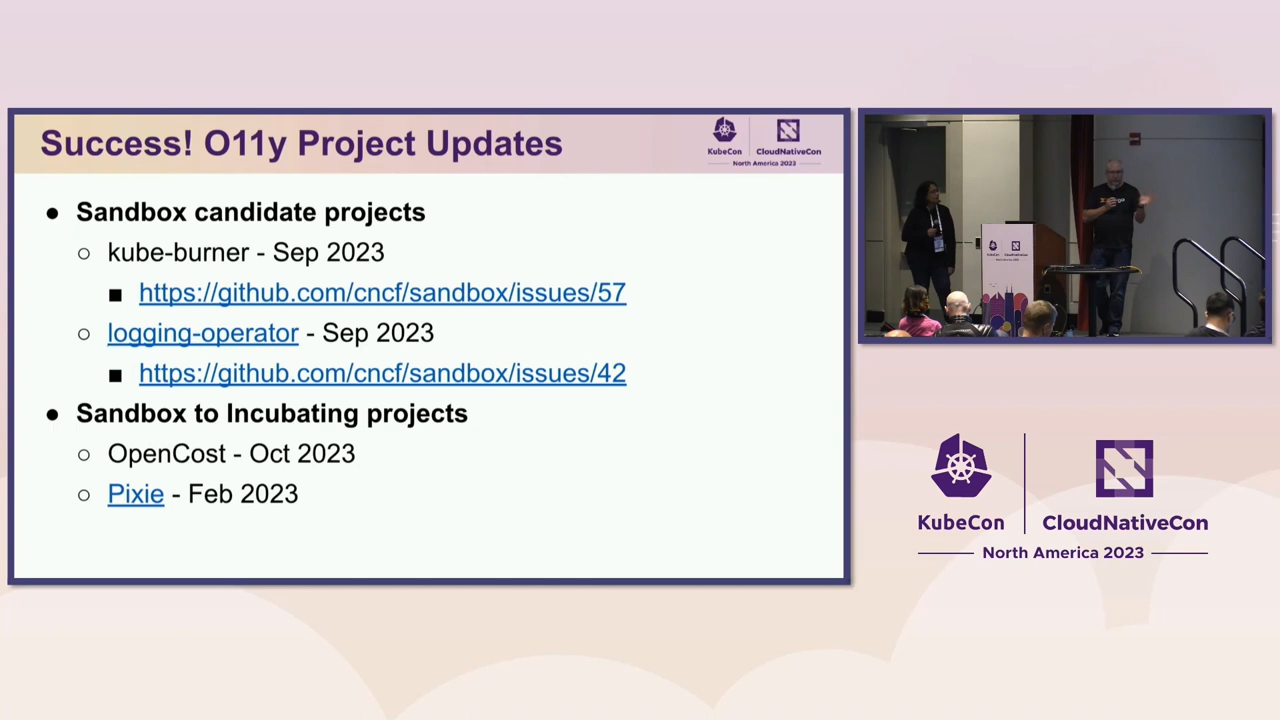 Success! O11y Project Updates
KubeCon
CloudNativeCon
North America 2023
● Sandbox candidate projects
○ kube-burner - Sep 2023
■ https://github.com/cncf/sandbox/issues/57
○ logging-operator - Sep 2023
■ https://github.com/cncf/sandbox/issues/42
● Sandbox to Incubating projects
○ OpenCost - Oct 2023
○ Pixie - Feb 2023
KubeCon
CloudNativeCon
North America 2023